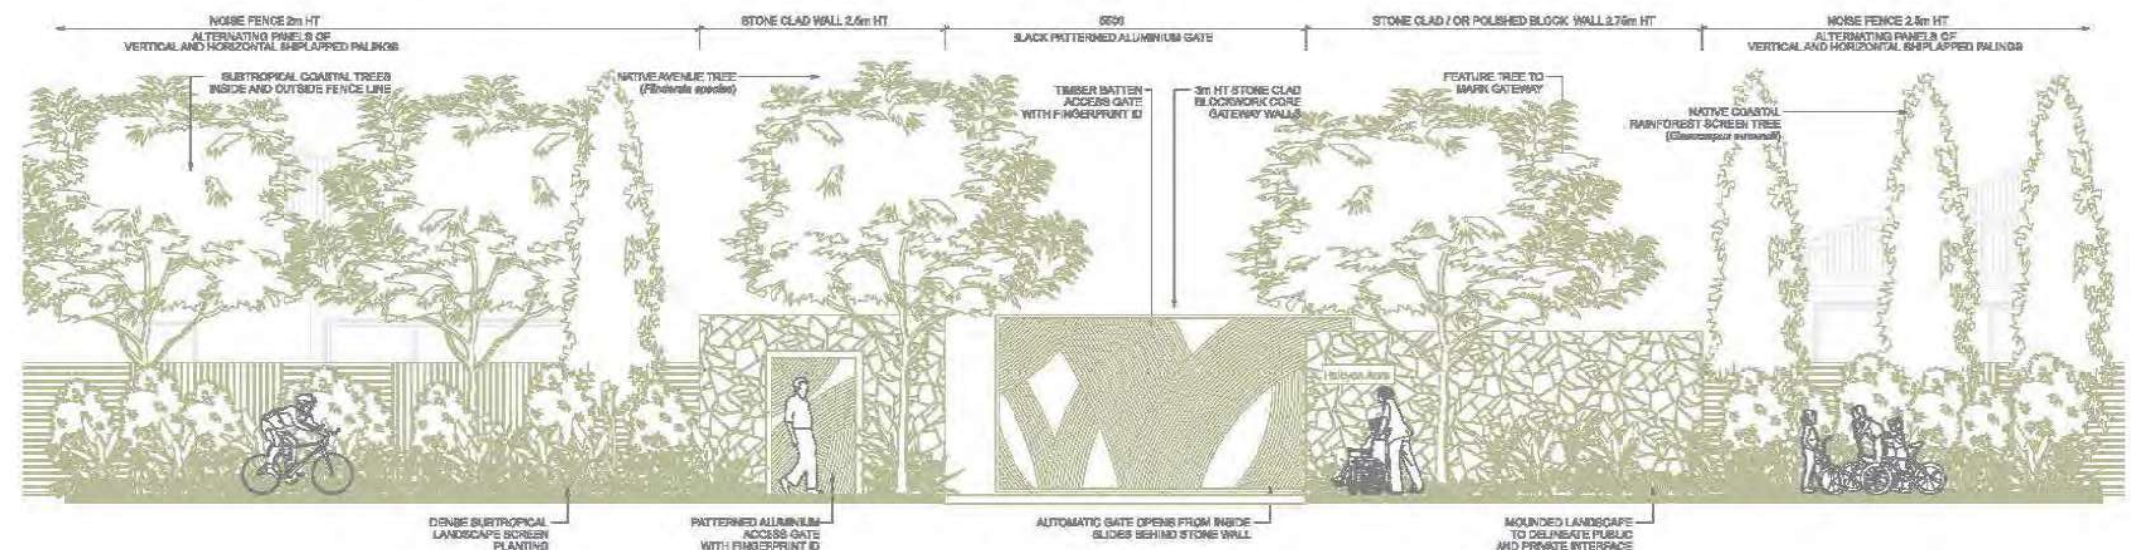 NOISE FENCE 2m HT
ALTERNATING PANELS OF
VERTICAL AND HORIZONTAL SHIPLAPPED PALINGS
STONE CLAD WALL 2.6m HT
BLACK PATTERNED ALUMINIUM GATE
STONE CLAD / OR POLISHED BLOCK WALL 2.75m HT
NOISE FENCE 2.5m HT
ALTERNATING PANELS OF
VERTICAL AND HORIZONTAL SHIPLAPPED PALINGS
SUBTROPICAL COASTAL TREES
INSIDE AND OUTSIDE FENCE LINE
NATIVE AVENUE TREE
(Flindersia species)
TIMBER BATTEN
ACCESS GATE
WITH FINGERPRINT ID
3m HT STONE CLAD
BLOCKWORK CORE
GATEWAY WALLS
FEATURE TREE TO
MARK GATEWAY
NATIVE COASTAL
RAINFOREST SCREEN TREE
DENSE SUBTROPICAL
LANDSCAPE SCREEN
PLANTING
PATTERNED ALUMINIUM
ACCESS GATE
WITH FINGERPRINT ID
AUTOMATIC GATE OPENS FROM INSIDE
SLIDES BEHIND STONE WALL
MOUNDED LANDSCAPE
TO DELINEATE PUBLIC
AND PRIVATE INTERFACE